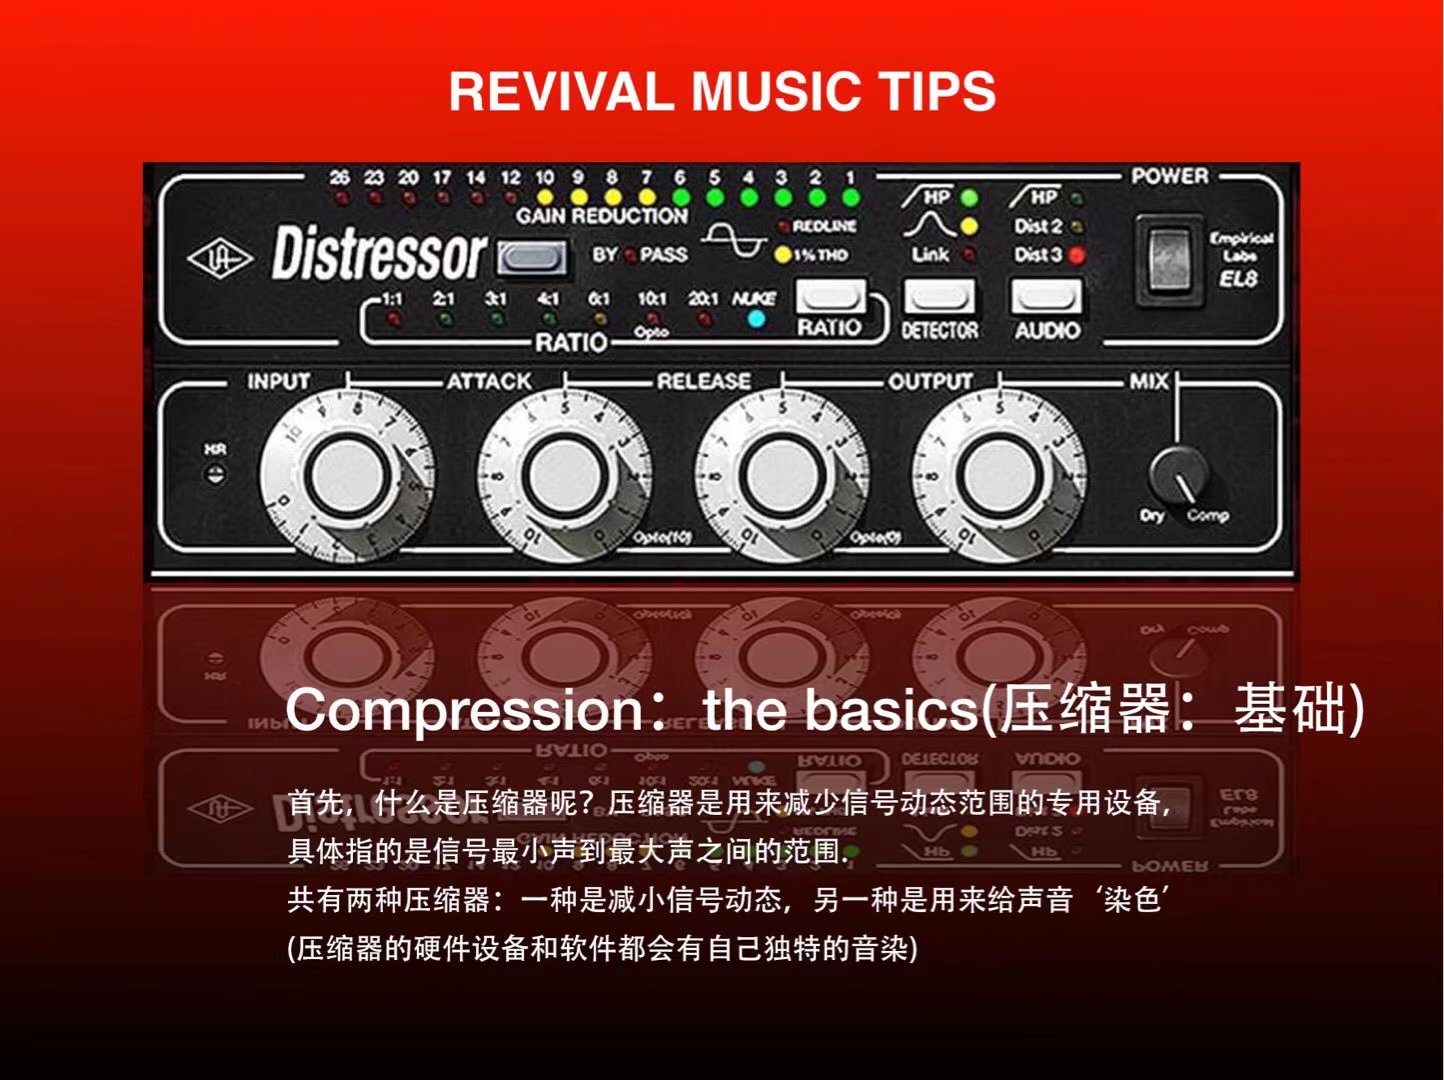 REVIVAL MUSIC TIPS
26 23 20 17 14 12 10 9 8 7 6 5 4 3 2 1
POWER
GAIN REDUCTION
HP
HP
Distressor
BY PASS
REDLINE
1% THD
Dist 2
Link
Dist 3
Empirical
Labs
EL8
UA
1:1 2:1 3:1 4:1 6:1 10:1 20:1 NUKE
Opto
RATIO
RATIO
DETECTOR
AUDIO
INPUT ATTACK RELEASE OUTPUT MIX
HR
Dry Comp
Opto(10)
Opto(0)
Compression：the basics(压缩器：基础)
首先，什么是压缩器呢？压缩器是用来减少信号动态范围的专用设备，
具体指的是信号最小声到最大声之间的范围.
共有两种压缩器：一种是减小信号动态，另一种是用来给声音‘染色’
(压缩器的硬件设备和软件都会有自己独特的音染)